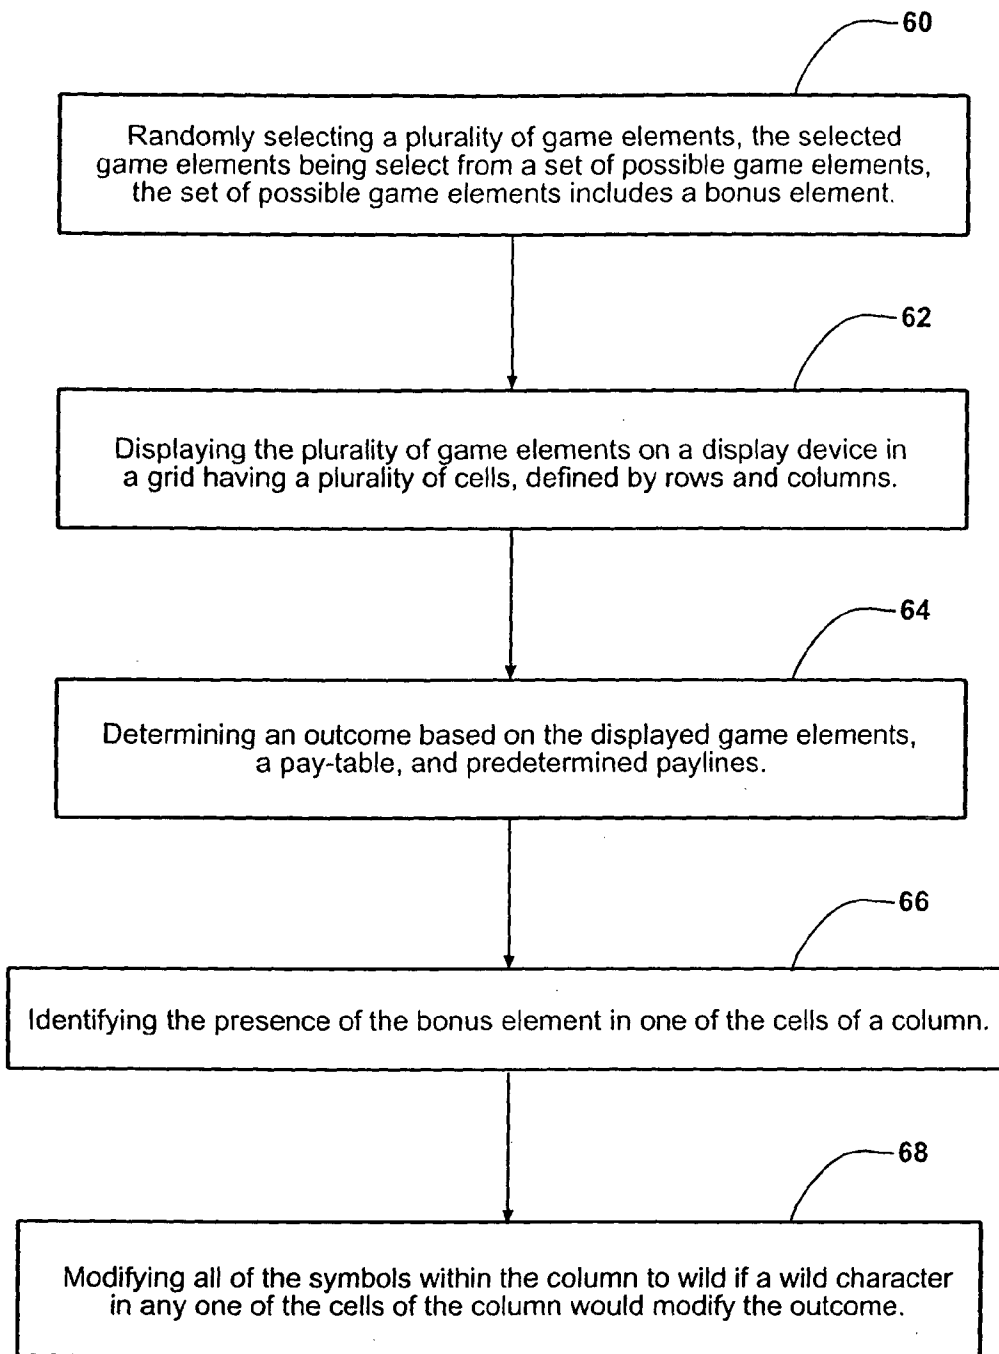 60
Randomly selecting a plurality of game elements, the selected
game elements being select from a set of possible game elements,
the set of possible game elements includes a bonus element.
62
Displaying the plurality of game elements on a display device in
a grid having a plurality of cells, defined by rows and columns.
64
Determining an outcome based on the displayed game elements,
a pay-table, and predetermined paylines.
66
Identifying the presence of the bonus element in one of the cells of a column.
68
Modifying all of the symbols within the column to wild if a wild character
in any one of the cells of the column would modify the outcome.